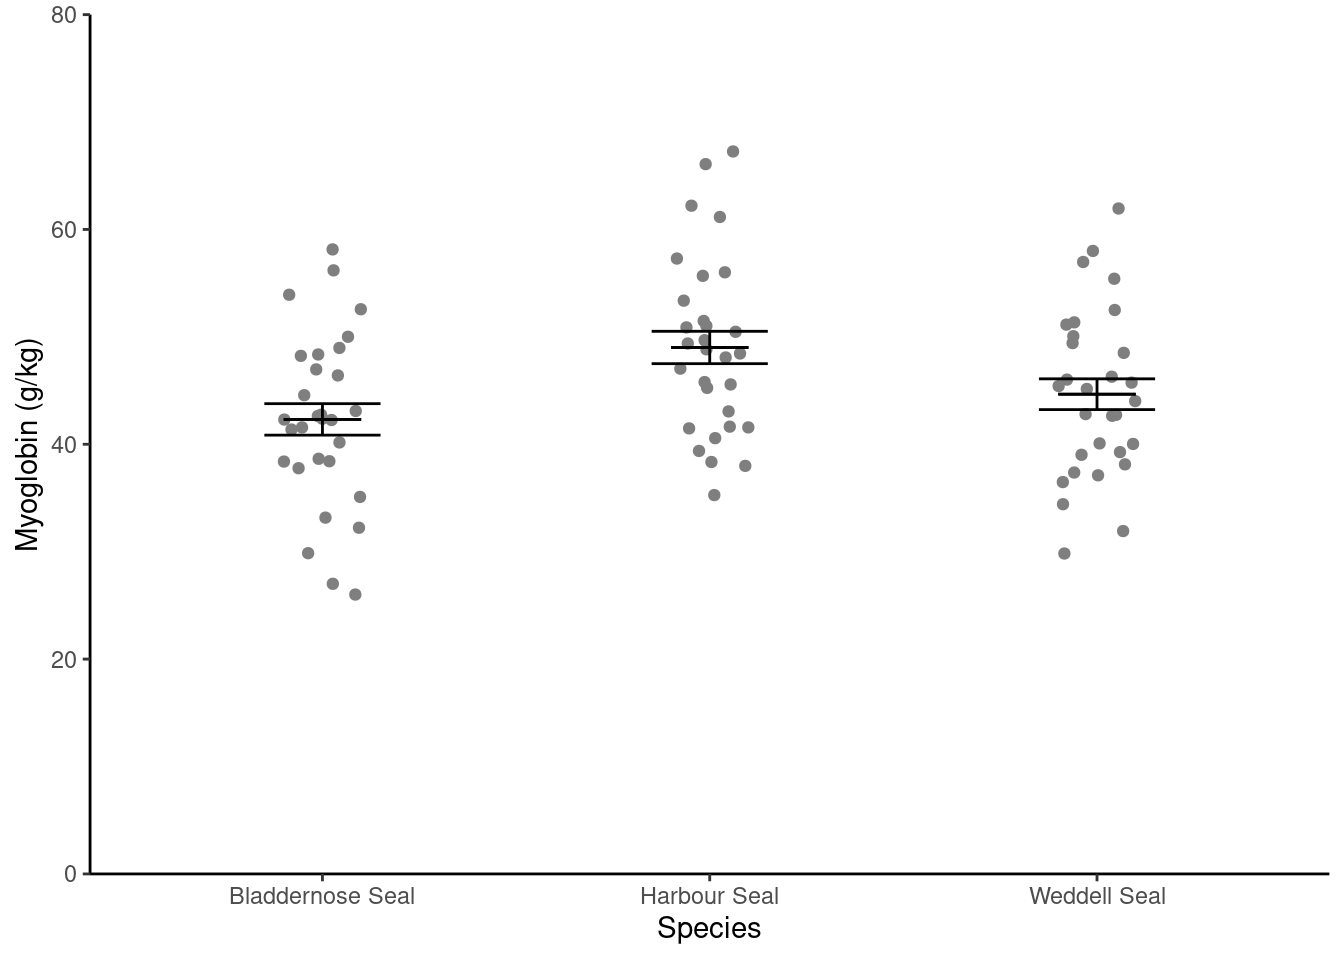 80
60
40
20
0
Myoglobin (g/kg)
Bladdernose Seal
Harbour Seal
Weddell Seal
Species